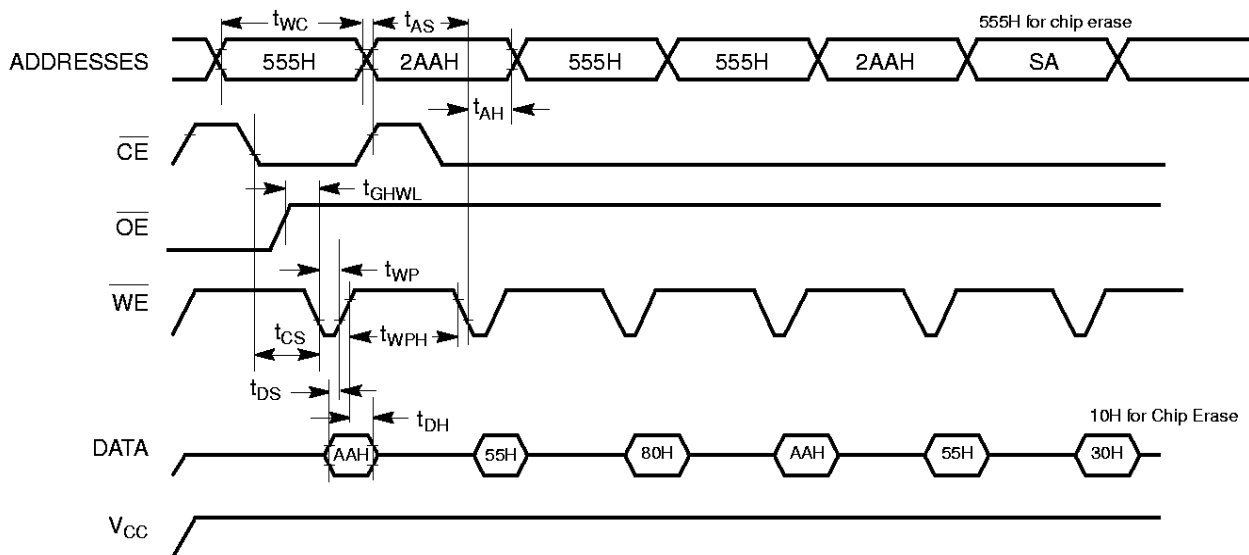 tWC
tAS
555H for chip erase
ADDRESSES
555H
2AAH
555H
555H
2AAH
SA
tAH
CE
tGHWL
OE
tWP
WE
tCS
tWPH
tDS
tDH
10H for Chip Erase
DATA
AAH
55H
80H
AAH
55H
30H
VCC